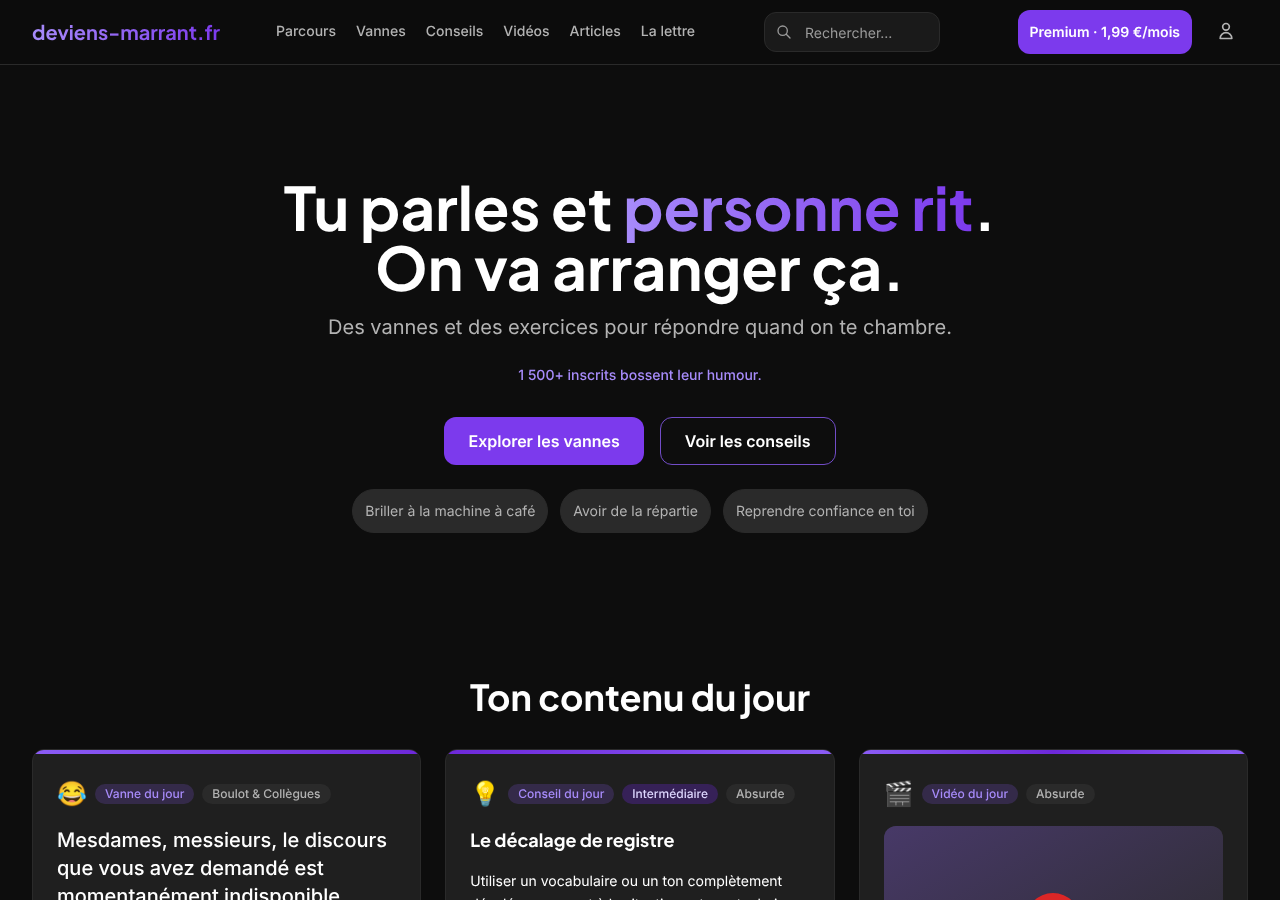 deviens-marrant.fr
Parcours
Vannes
Conseils
Vidéos
Articles
La lettre
Rechercher...
Premium · 1,99 €/mois
Tu parles et personne rit.
On va arranger ça.
Des vannes et des exercices pour répondre quand on te chambre.
1 500+ inscrits bossent leur humour.
Explorer les vannes
Voir les conseils
Briller à la machine à café
Avoir de la répartie
Reprendre confiance en toi
Ton contenu du jour
Vanne du jour
Boulot & Collègues
Mesdames, messieurs, le discours
que vous avez demandé est
momentanément indisponible
Conseil du jour
Intermédiaire
Absurde
Le décalage de registre
Utiliser un vocabulaire ou un ton complètement
Vidéo du jour
Absurde